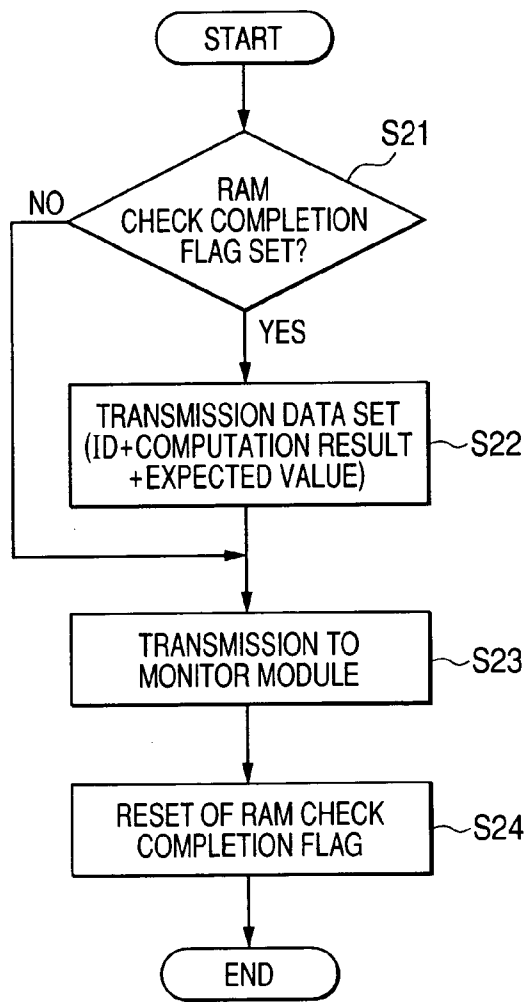 START
S21
RAM
CHECK COMPLETION
FLAG SET?
NO
YES
TRANSMISSION DATA SET
(ID+COMPUTATION RESULT
+EXPECTED VALUE)
S22
TRANSMISSION TO
MONITOR MODULE
S23
RESET OF RAM CHECK
COMPLETION FLAG
S24
END